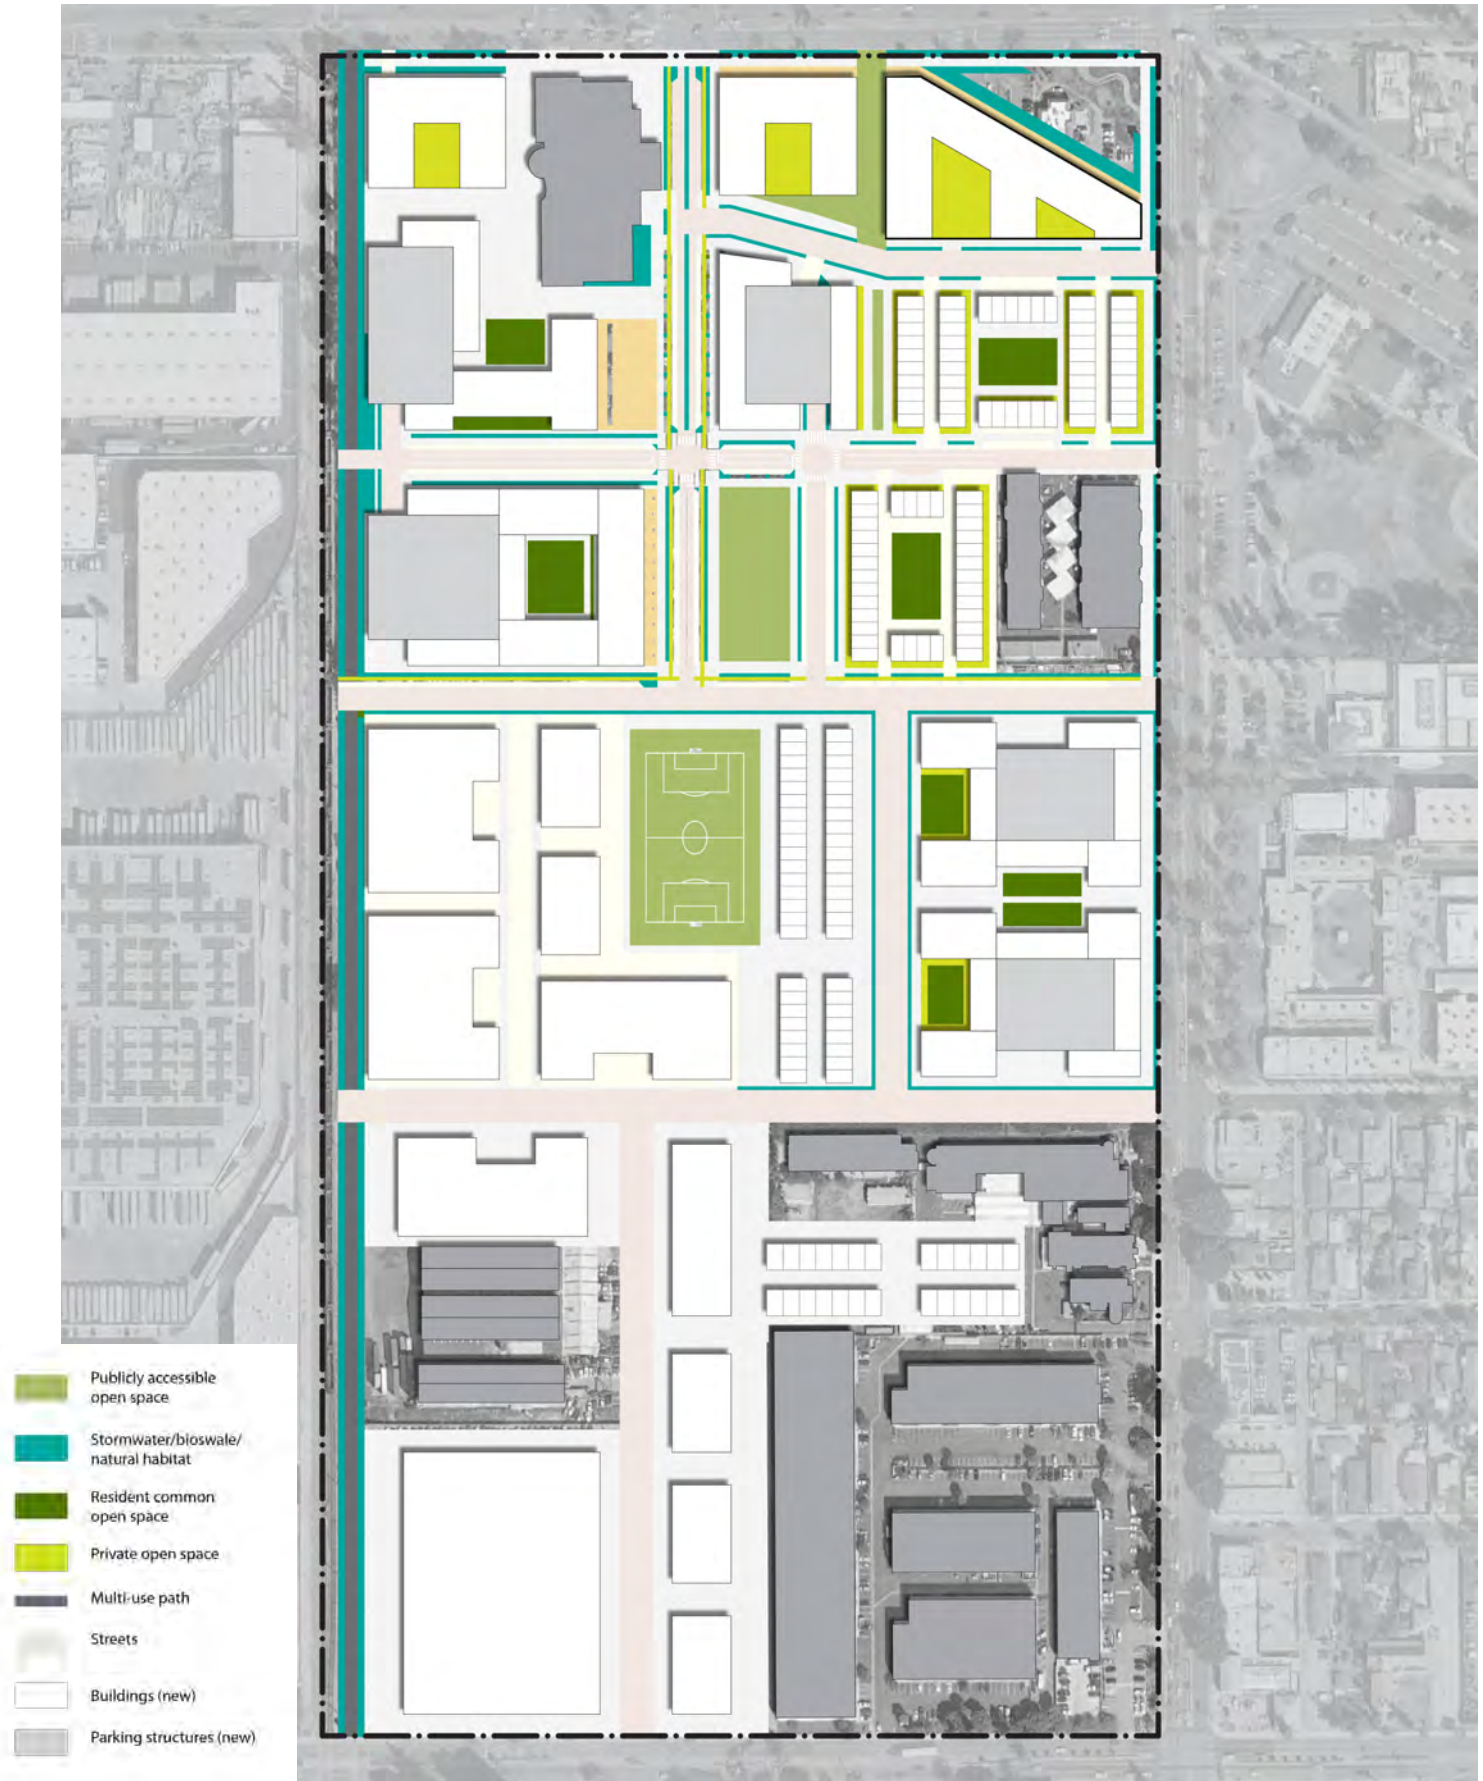 Publicly accessible
open space
Stormwater/bioswale/
natural habitat
Resident common
open space
Private open space
Multi-use path
Streets
Buildings (new)
Parking structures (new)